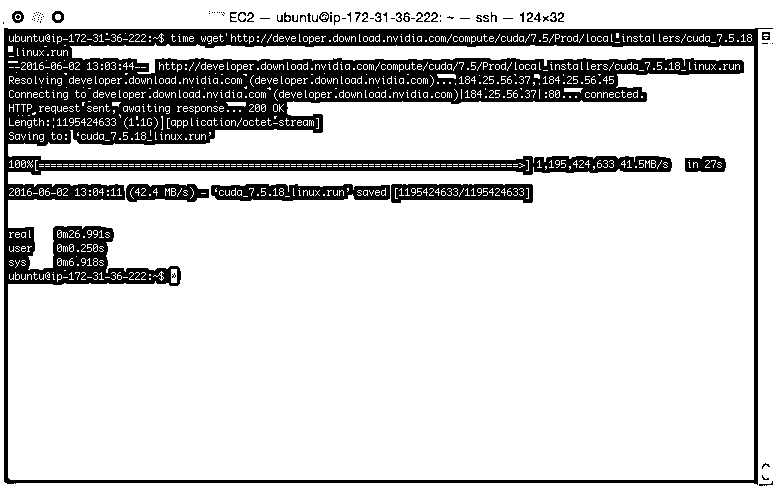 EC2 — ubuntu@ip-172-31-36-222: ~ — ssh — 124×32
ubuntu@ip-172-31-36-222:~$ time wget http://developer.download.nvidia.com/compute/cuda/7.5/Prod/local_installers/cuda_7.5.18
_linux.run
--2016-06-02 13:03:44--  http://developer.download.nvidia.com/compute/cuda/7.5/Prod/local_installers/cuda_7.5.18_linux.run
Resolving developer.download.nvidia.com (developer.download.nvidia.com)... 184.25.56.37, 184.25.56.45
Connecting to developer.download.nvidia.com (developer.download.nvidia.com)|184.25.56.37|:80... connected.
HTTP request sent, awaiting response... 200 OK
Length: 1195424633 (1.1G) [application/octet-stream]
Saving to: ‘cuda_7.5.18_linux.run’
100%[=====================================================================================>] 1,195,424,633 41.5MB/s   in 27s
2016-06-02 13:04:11 (42.4 MB/s) - ‘cuda_7.5.18_linux.run’ saved [1195424633/1195424633]
real 0m26.991s
user 0m0.250s
sys 0m6.918s
ubuntu@ip-172-31-36-222:~$